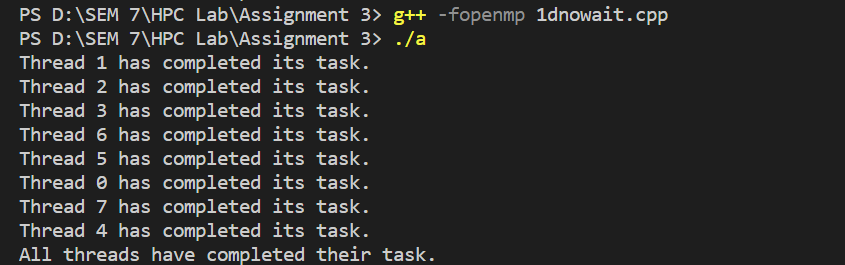 PS D:\SEM 7\HPC Lab\Assignment 3> g++ -fopenmp 1dnowait.cpp
PS D:\SEM 7\HPC Lab\Assignment 3> ./a
Thread 1 has completed its task.
Thread 2 has completed its task.
Thread 3 has completed its task.
Thread 6 has completed its task.
Thread 5 has completed its task.
Thread 0 has completed its task.
Thread 7 has completed its task.
Thread 4 has completed its task.
All threads have completed their task.